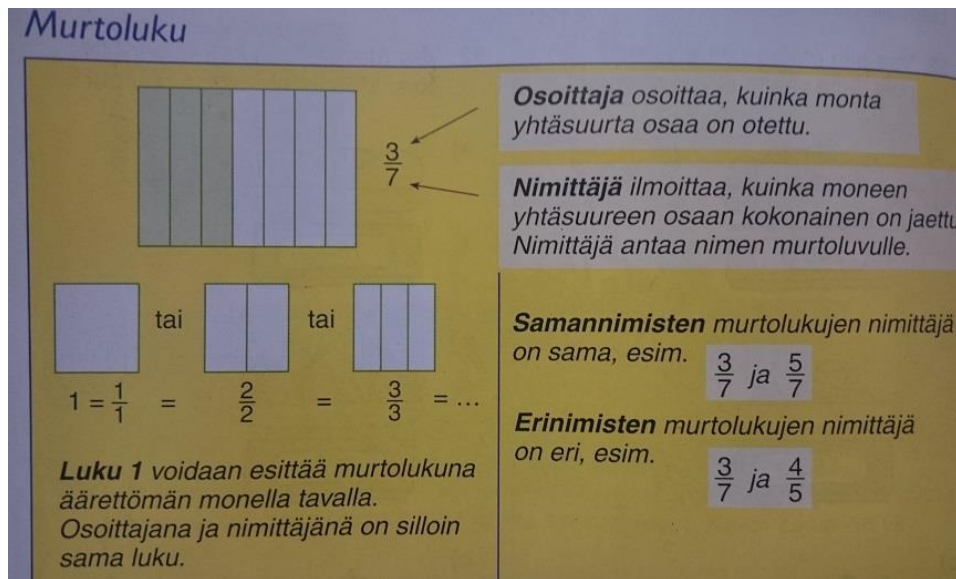 Murtoluku
3/7
Osoittaja osoittaa, kuinka monta
yhtäsuurta osaa on otettu.
Nimittäjä ilmoittaa, kuinka moneen
yhtäsuureen osaan kokonainen on jaettu
Nimittäjä antaa nimen murtoluvulle.
tai tai
1 = 1/1 = 2/2 = 3/3 = ...
Luku 1 voidaan esittää murtolukuna
äärettömän monella tavalla.
Osoittajana ja nimittäjänä on silloin
sama luku.
Samannimisten murtolukujen nimittäjä
on sama, esim. 3/7 ja 5/7
Erinimisten murtolukujen nimittäjä
on eri, esim. 3/7 ja 4/5